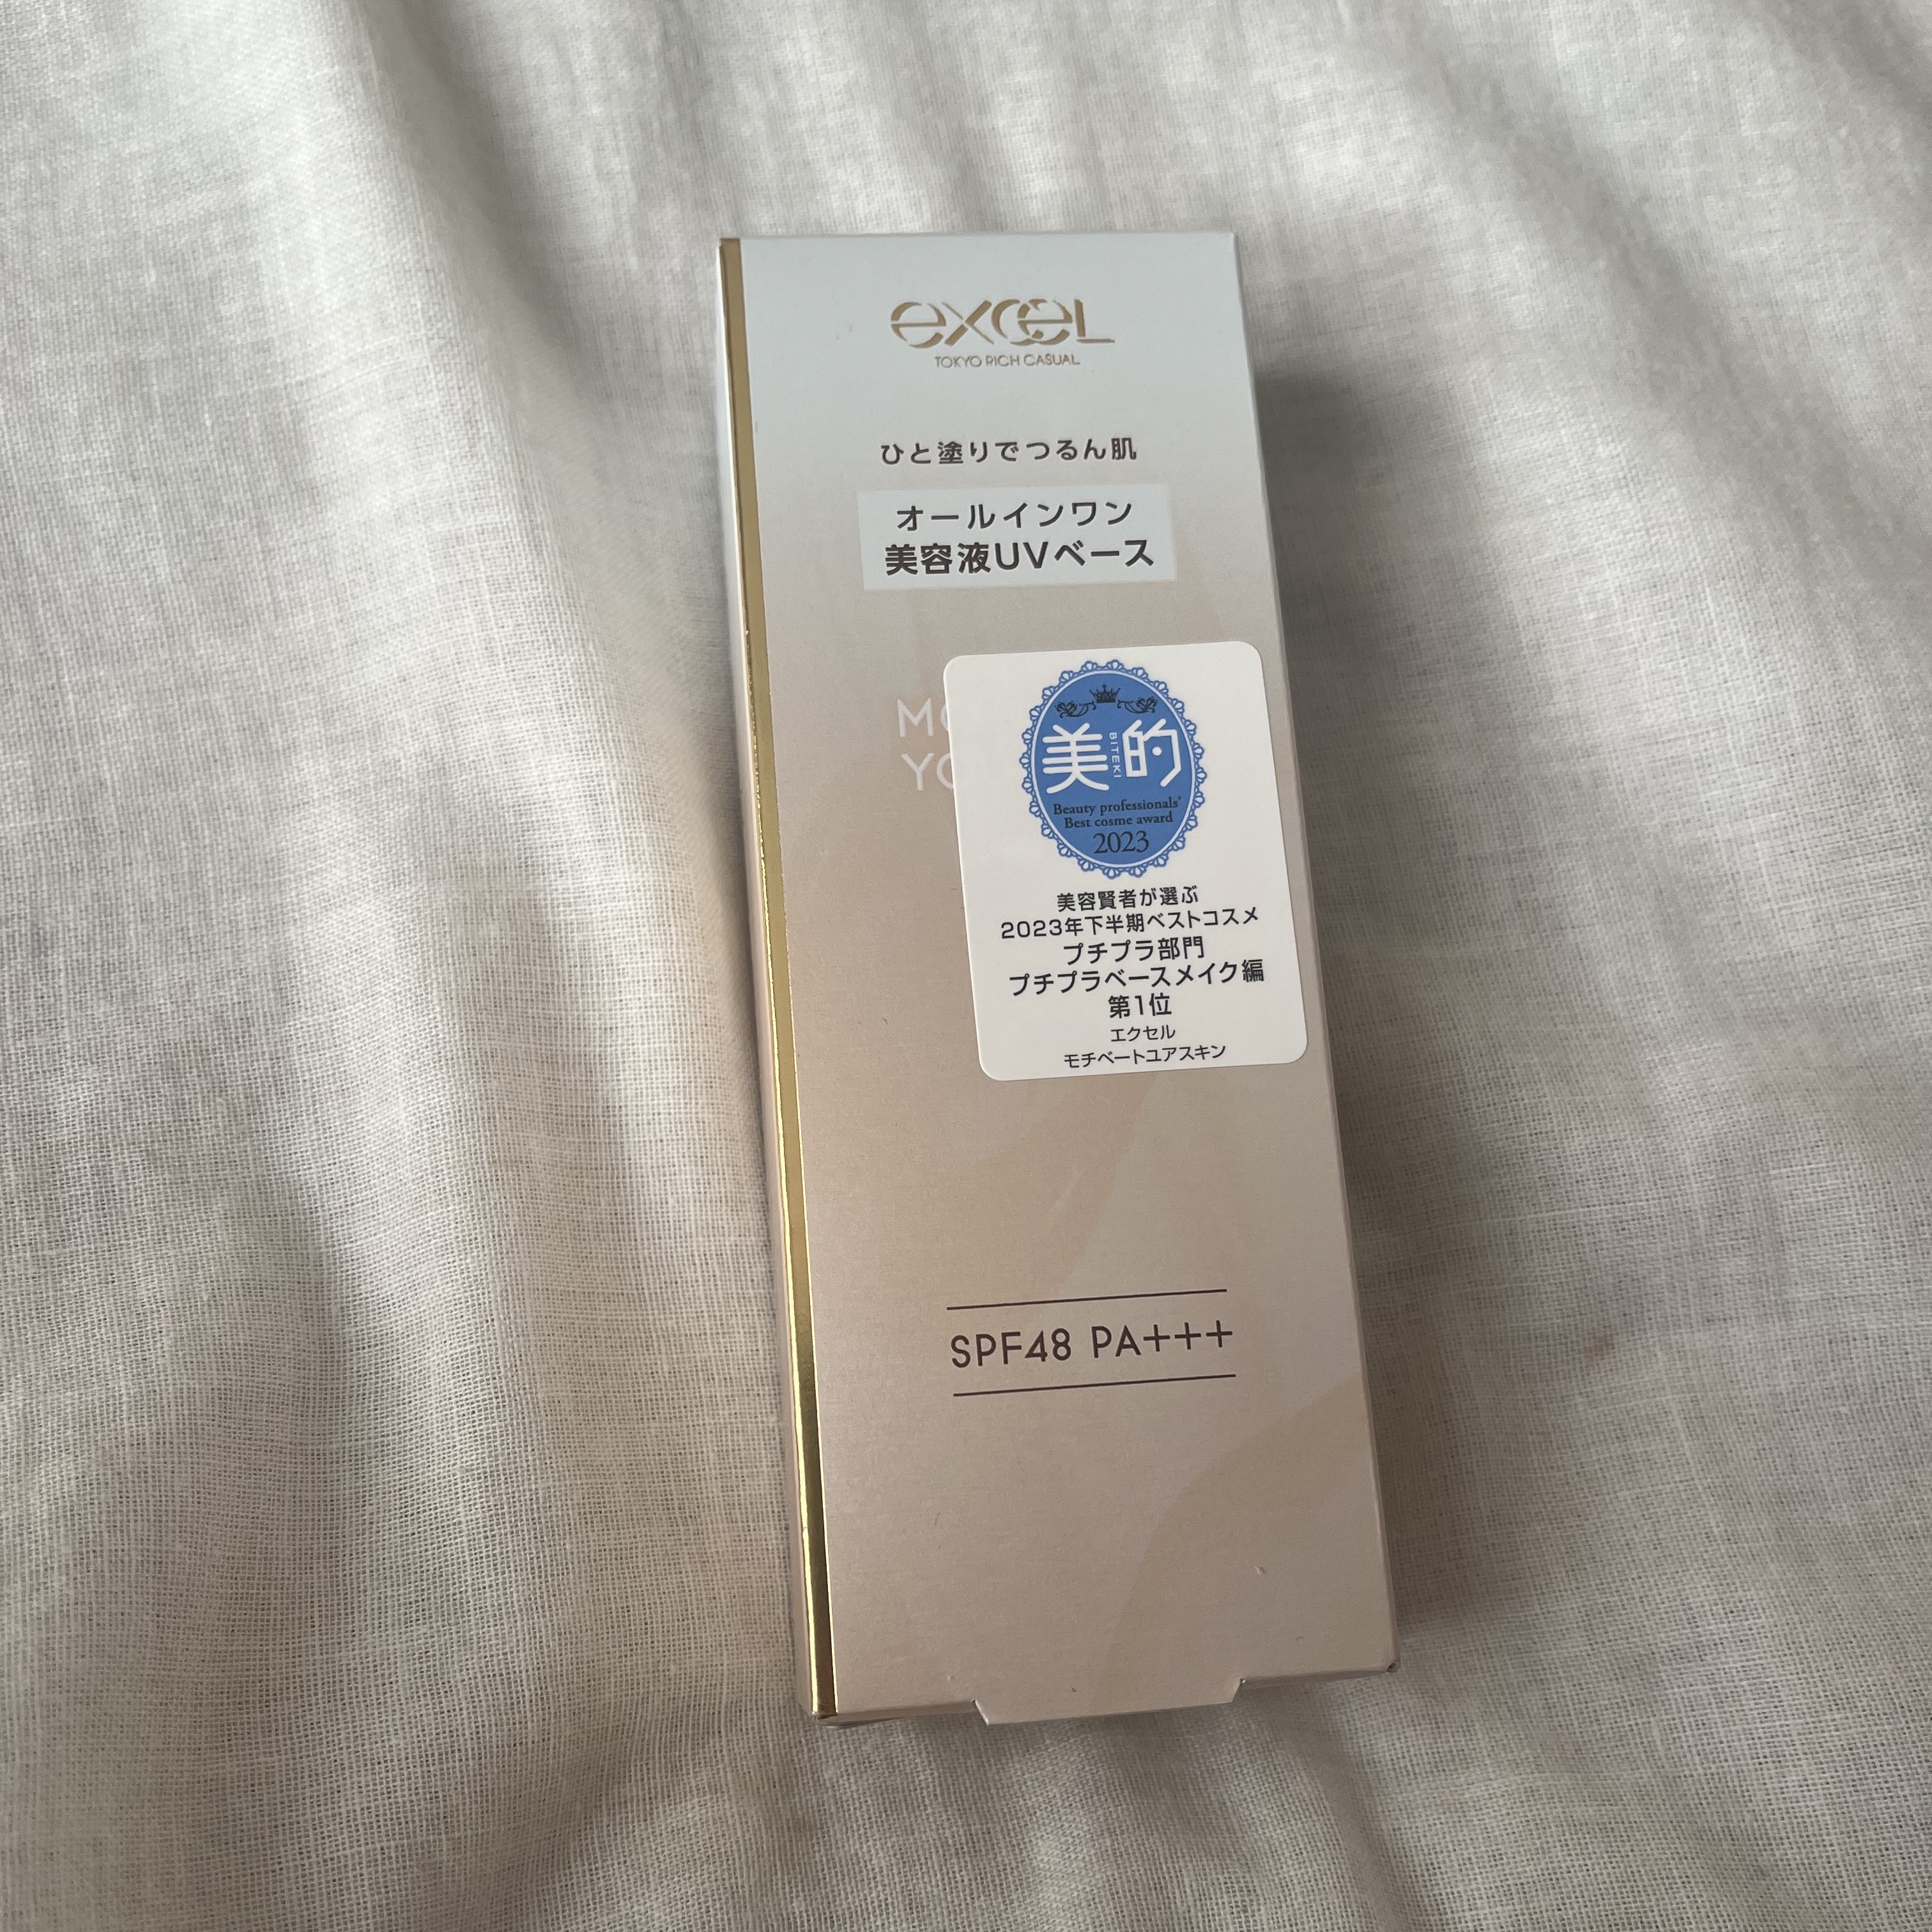 excel
TOKYO RICH CASUAL
ひと塗りでつるん肌
オールインワン
美容液UVベース
美的
BITEKI
Beauty professionals'
Best cosme award
2023
美容賢者が選ぶ
2023年下半期ベストコスメ
プチプラ部門
プチプラベースメイク編
第1位
エクセル
モチベートユアスキン
SPF48 PA+++